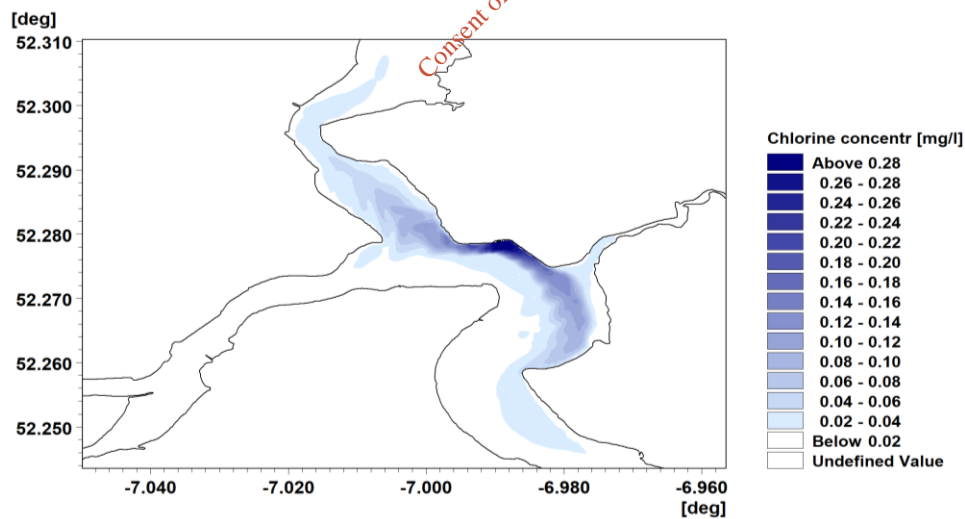 [deg]
52.310
52.300
52.290
52.280
52.270
52.260
52.250
-7.040
-7.020
-7.000
-6.980
-6.960
[deg]
Consent of
Chlorine concentr [mg/l]
Above 0.28
0.26 - 0.28
0.24 - 0.26
0.22 - 0.24
0.20 - 0.22
0.18 - 0.20
0.16 - 0.18
0.14 - 0.16
0.12 - 0.14
0.10 - 0.12
0.08 - 0.10
0.06 - 0.08
0.04 - 0.06
0.02 - 0.04
Below 0.02
Undefined Value